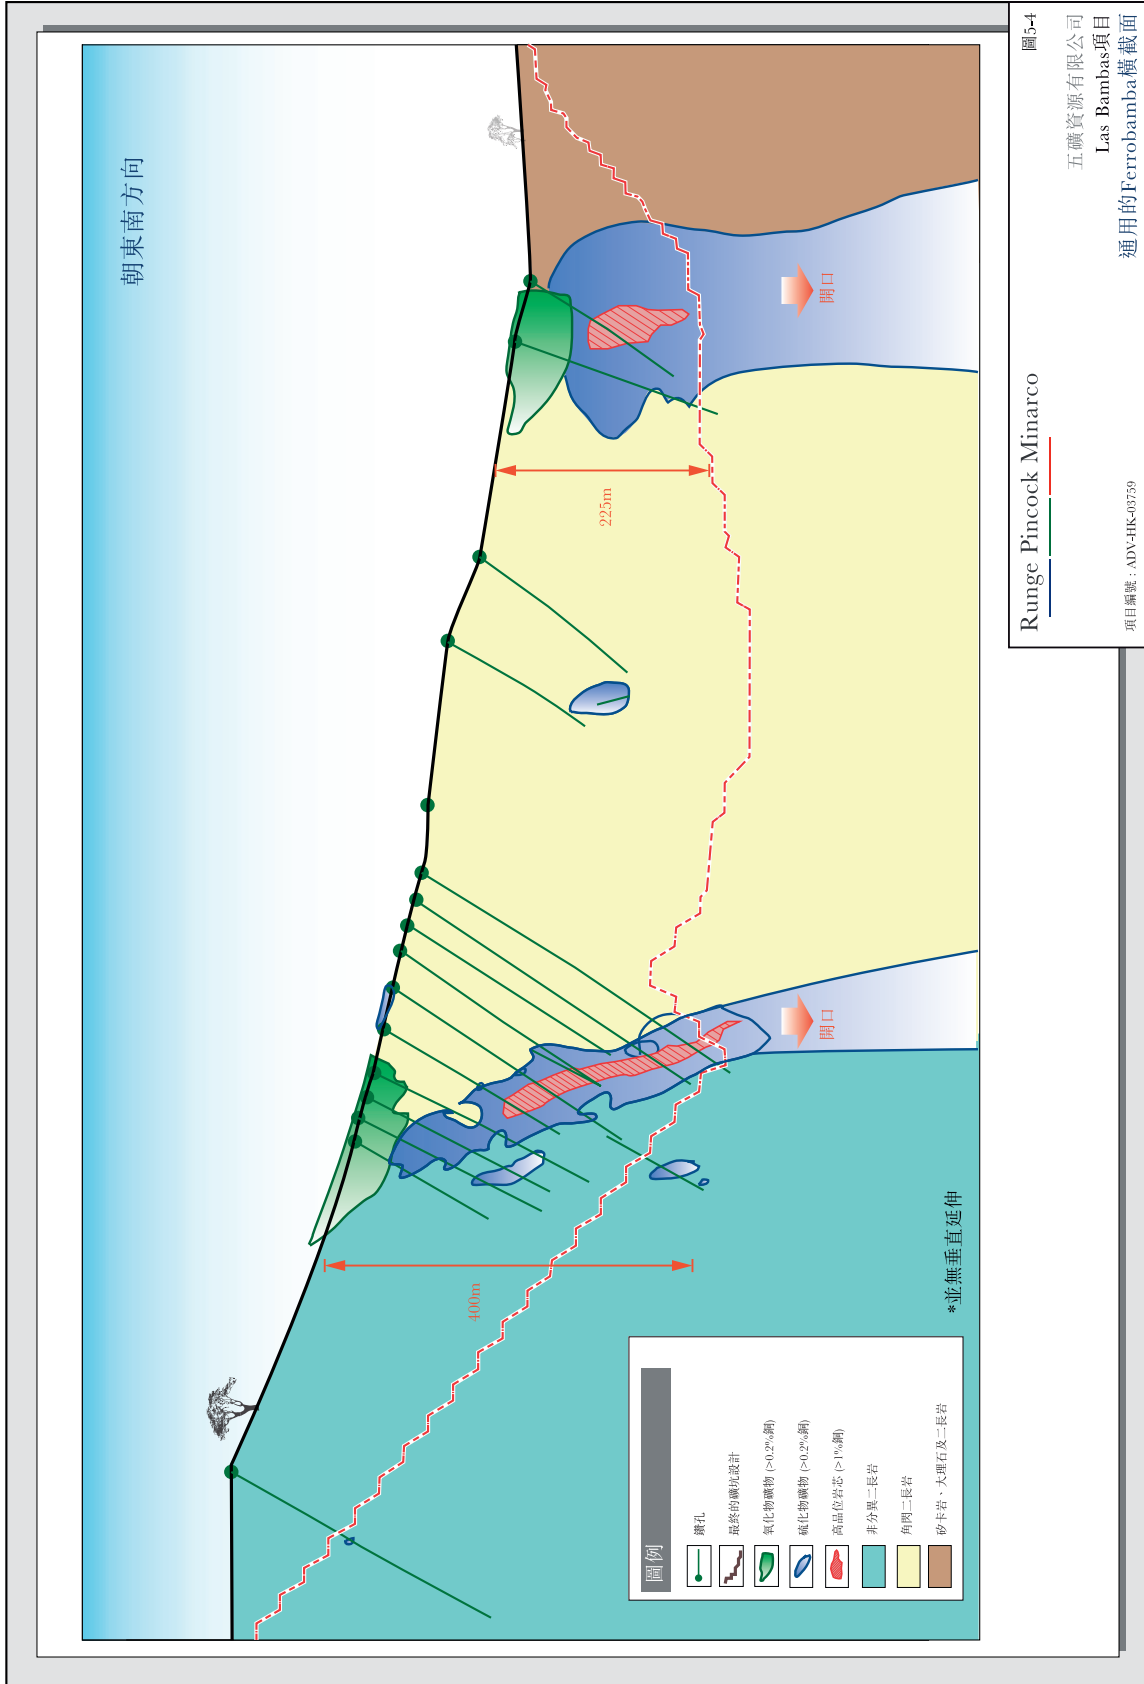 朝東南方向
225m
400m
開口
開口
*並無垂直延伸
圖例
鑽孔
最終的礦坑設計
氧化物礦物 (>0.2%銅)
硫化物礦物 (>0.2%銅)
高品位岩芯 (>1%銅)
非分異二長岩
角閃二長岩
矽卡岩、大理石及二長岩
Runge Pincock Minarco
項目編號：ADV-HK-03759
圖5-4
五礦資源有限公司
Las Bambas項目
通用的Ferrobamba橫截面